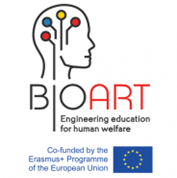 BIOART
Engineering education
for human welfare
Co-funded by the
Erasmus+ Programme
of the European Union